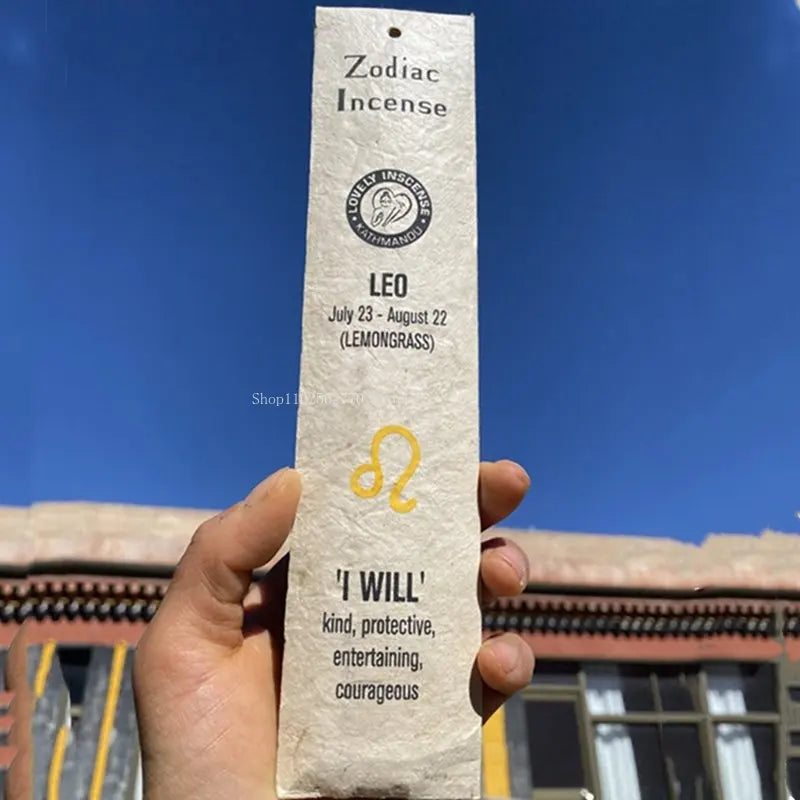 Zodiac
Incense
LOVELY INSCENSE
KATHMANDU
LEO
July 23 - August 22
(LEMONGRASS)
'I WILL'
kind, protective,
entertaining,
courageous